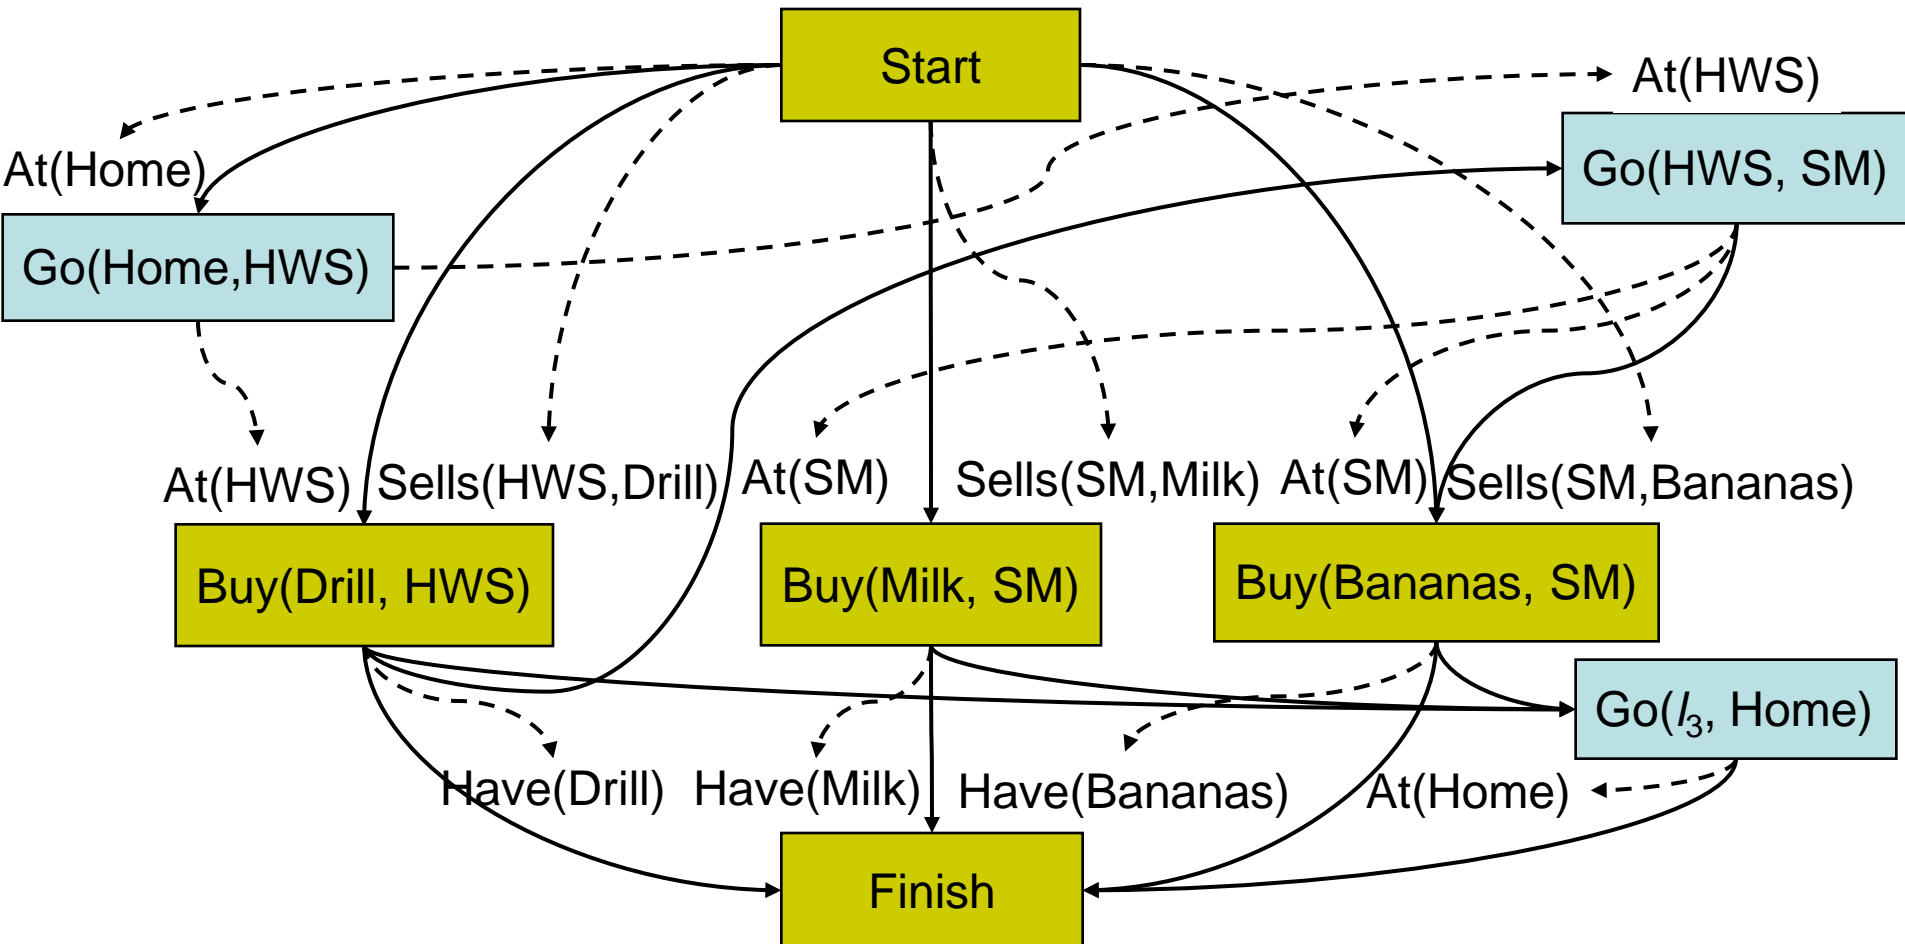 Start
At(HWS)
At(Home)
Go(HWS, SM)
Go(Home,HWS)
At(HWS)
Sells(HWS,Drill)
At(SM)
Sells(SM,Milk)
At(SM)
Sells(SM,Bananas)
Buy(Drill, HWS)
Buy(Milk, SM)
Buy(Bananas, SM)
Go(l₃, Home)
Have(Drill)
Have(Milk)
Have(Bananas)
At(Home)
Finish